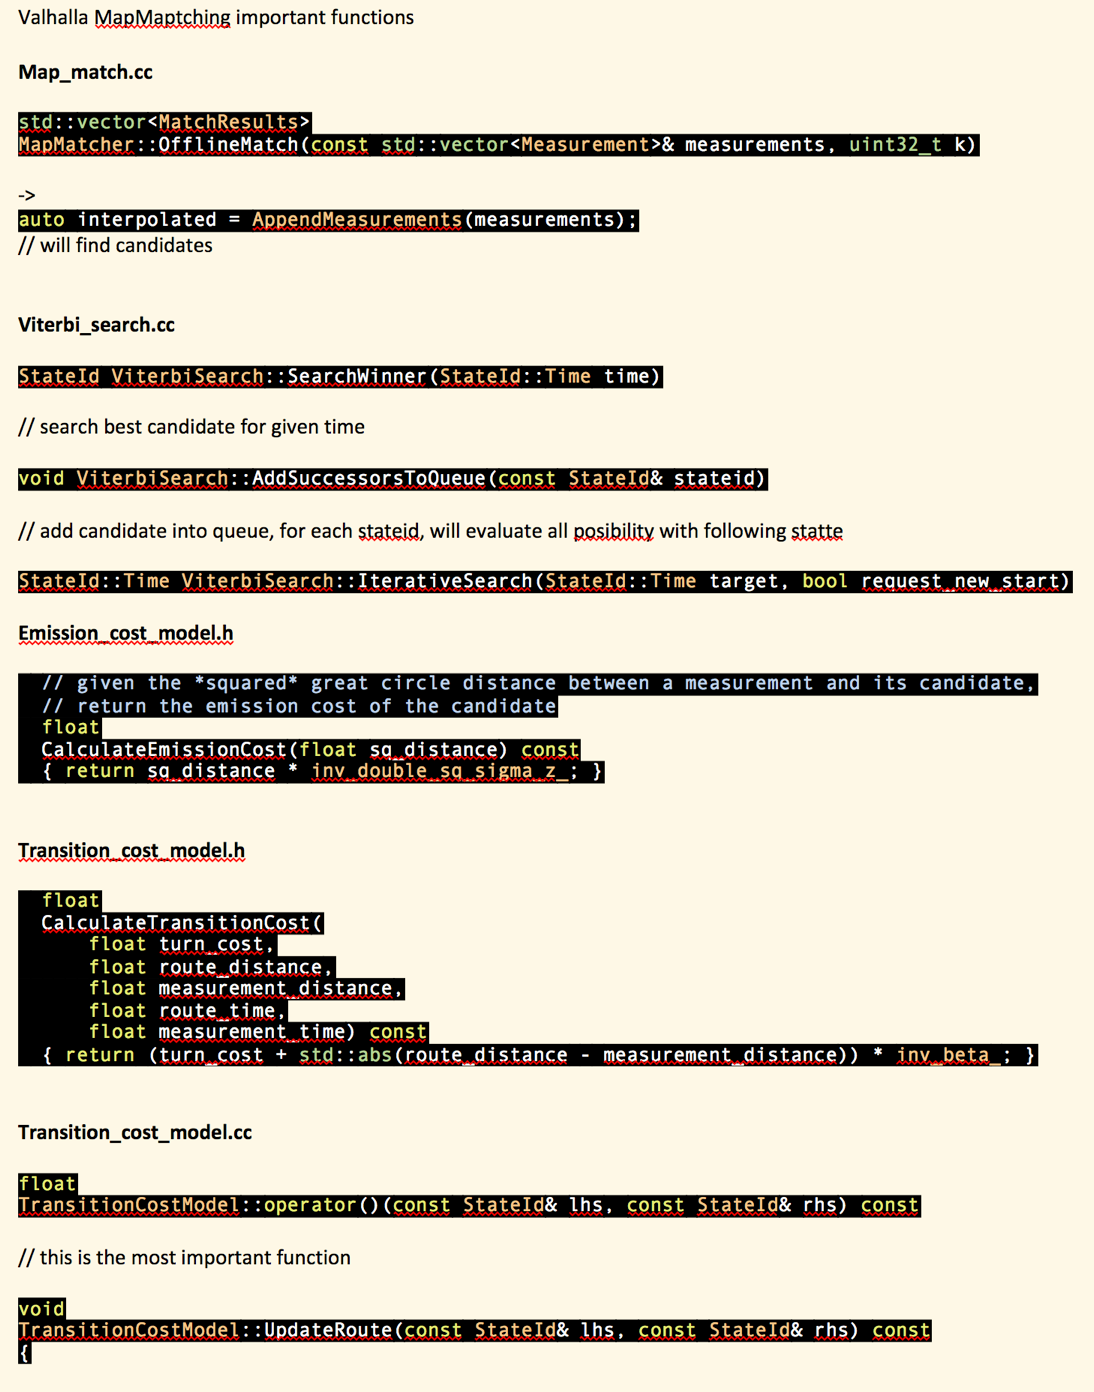 Valhalla MapMaptching important functions
Map_match.cc
std::vector<MatchResults>
MapMatcher::OfflineMatch(const std::vector<Measurement>& measurements, uint32_t k)
->
auto interpolated = AppendMeasurements(measurements);
// will find candidates
Viterbi_search.cc
StateId ViterbiSearch::SearchWinner(StateId::Time time)
// search best candidate for given time
void ViterbiSearch::AddSuccessorsToQueue(const StateId& stateid)
// add candidate into queue, for each stateid, will evaluate all posibility with following statte
StateId::Time ViterbiSearch::IterativeSearch(StateId::Time target, bool request_new_start)
Emission_cost_model.h
// given the *squared* great circle distance between a measurement and its candidate,
// return the emission cost of the candidate
float
CalculateEmissionCost(float sq_distance) const
{ return sq_distance * inv_double_sq_sigma_z_; }
Transition_cost_model.h
float
CalculateTransitionCost(
float turn_cost,
float route_distance,
float measurement_distance,
float route_time,
float measurement_time) const
{ return (turn_cost + std::abs(route_distance - measurement_distance)) * inv_beta_; }
Transition_cost_model.cc
float
TransitionCostModel::operator()(const StateId& lhs, const StateId& rhs) const
// this is the most important function
void
TransitionCostModel::UpdateRoute(const StateId& lhs, const StateId& rhs) const
{